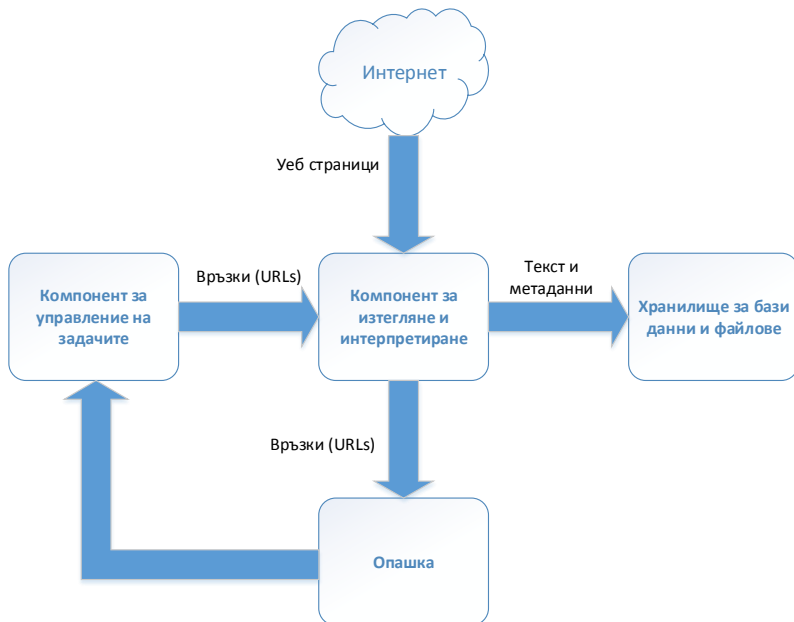 Интернет
Уеб страници
Компонент за
управление на
задачите
Връзки (URLs)
Компонент за
изтегляне и
интерпретиране
Текст и
метаданни
Хранилище за бази
данни и файлове
Връзки (URLs)
Опашка